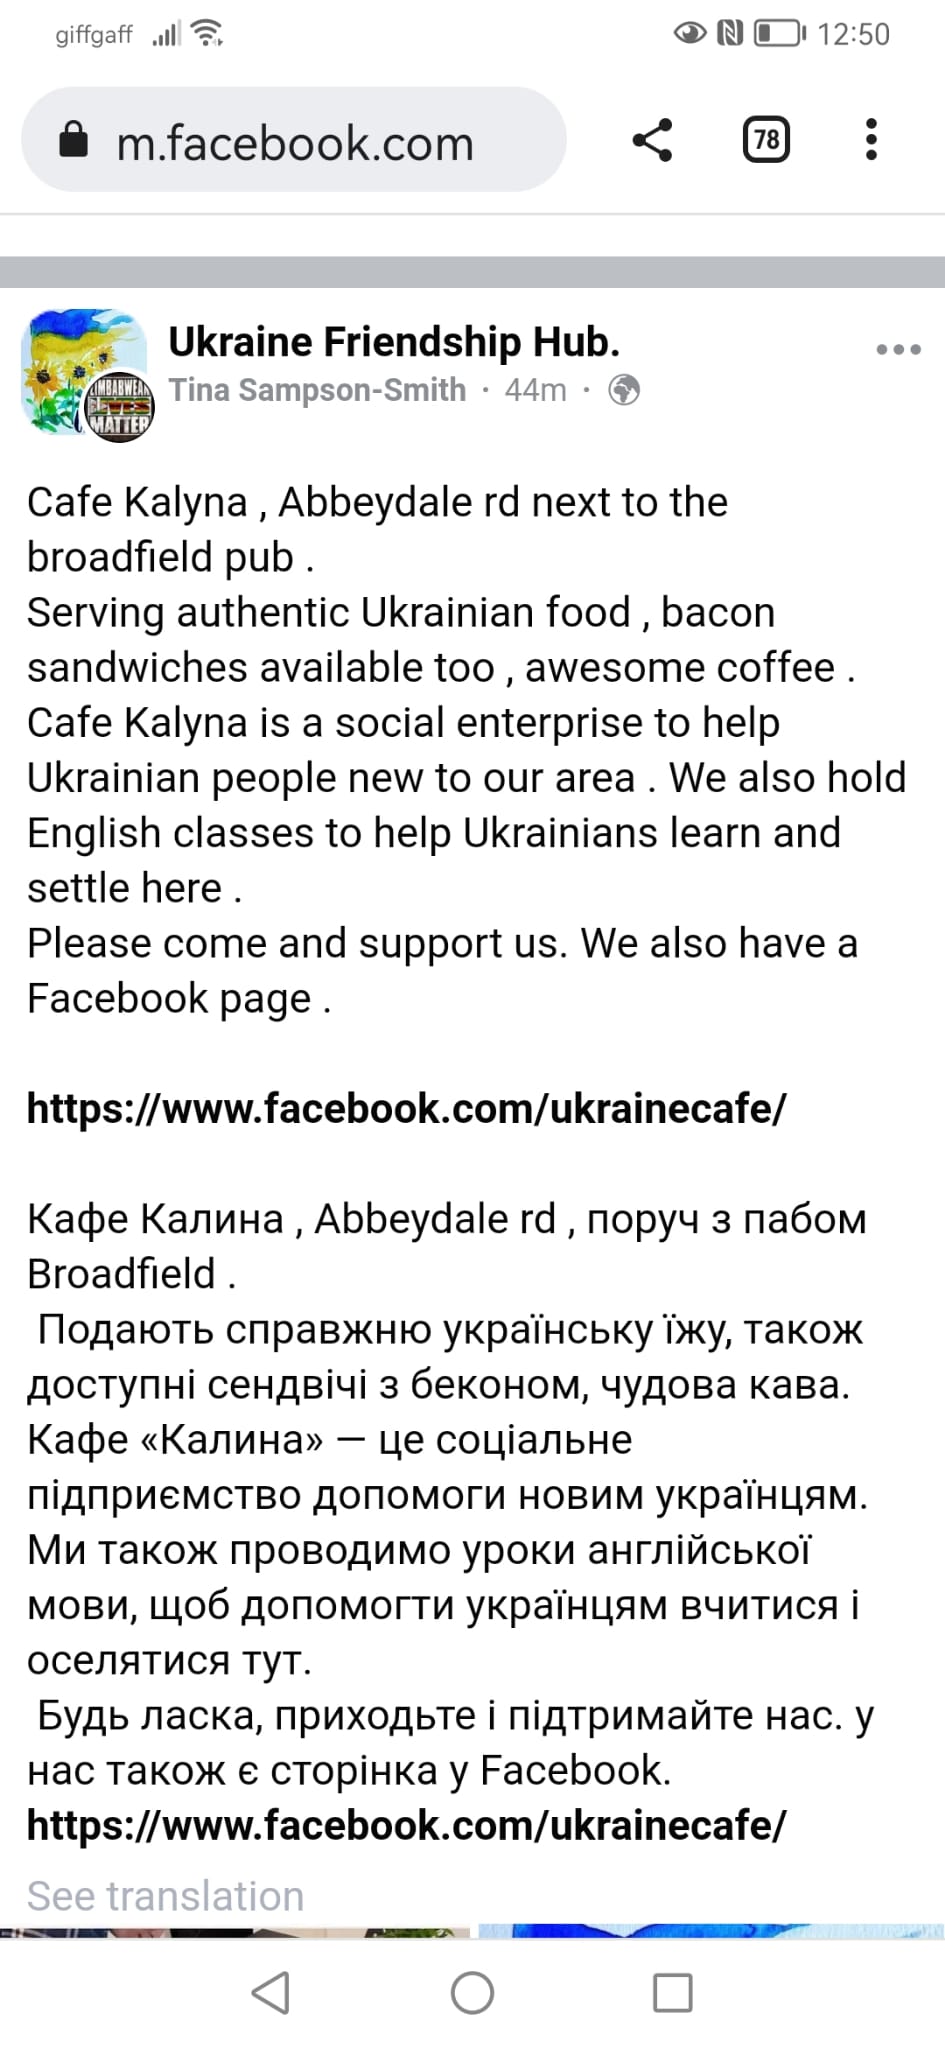 giffgaff 12:50
m.facebook.com 78
Ukraine Friendship Hub.
Tina Sampson-Smith · 44m ·
ZIMBABWEAN
LIVES
MATTER
Cafe Kalyna , Abbeydale rd next to the
broadfield pub .
Serving authentic Ukrainian food , bacon
sandwiches available too , awesome coffee .
Cafe Kalyna is a social enterprise to help
Ukrainian people new to our area . We also hold
English classes to help Ukrainians learn and
settle here .
Please come and support us. We also have a
Facebook page .
https://www.facebook.com/ukrainecafe/
Кафе Калина , Abbeydale rd , поруч з пабом
Broadfield .
Подають справжню українську їжу, також
доступні сендвічі з беконом, чудова кава.
Кафе «Калина» — це соціальне
підприємство допомоги новим українцям.
Ми також проводимо уроки англійської
мови, щоб допомогти українцям вчитися і
оселятися тут.
Будь ласка, приходьте і підтримайте нас. у
нас також є сторінка у Facebook.
https://www.facebook.com/ukrainecafe/
See translation